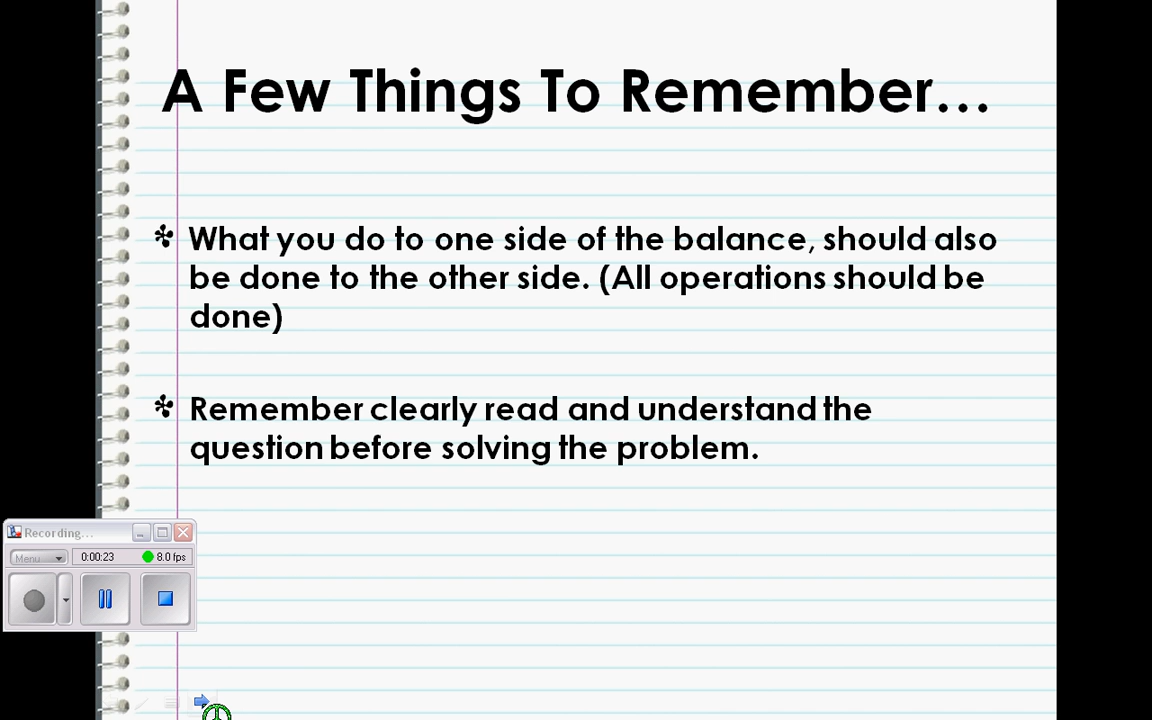 A Few Things To Remember...
* What you do to one side of the balance, should also
be done to the other side. (All operations should be
done)
* Remember clearly read and understand the
question before solving the problem.
Recording...
Menu 0:00:23 8.0 fps